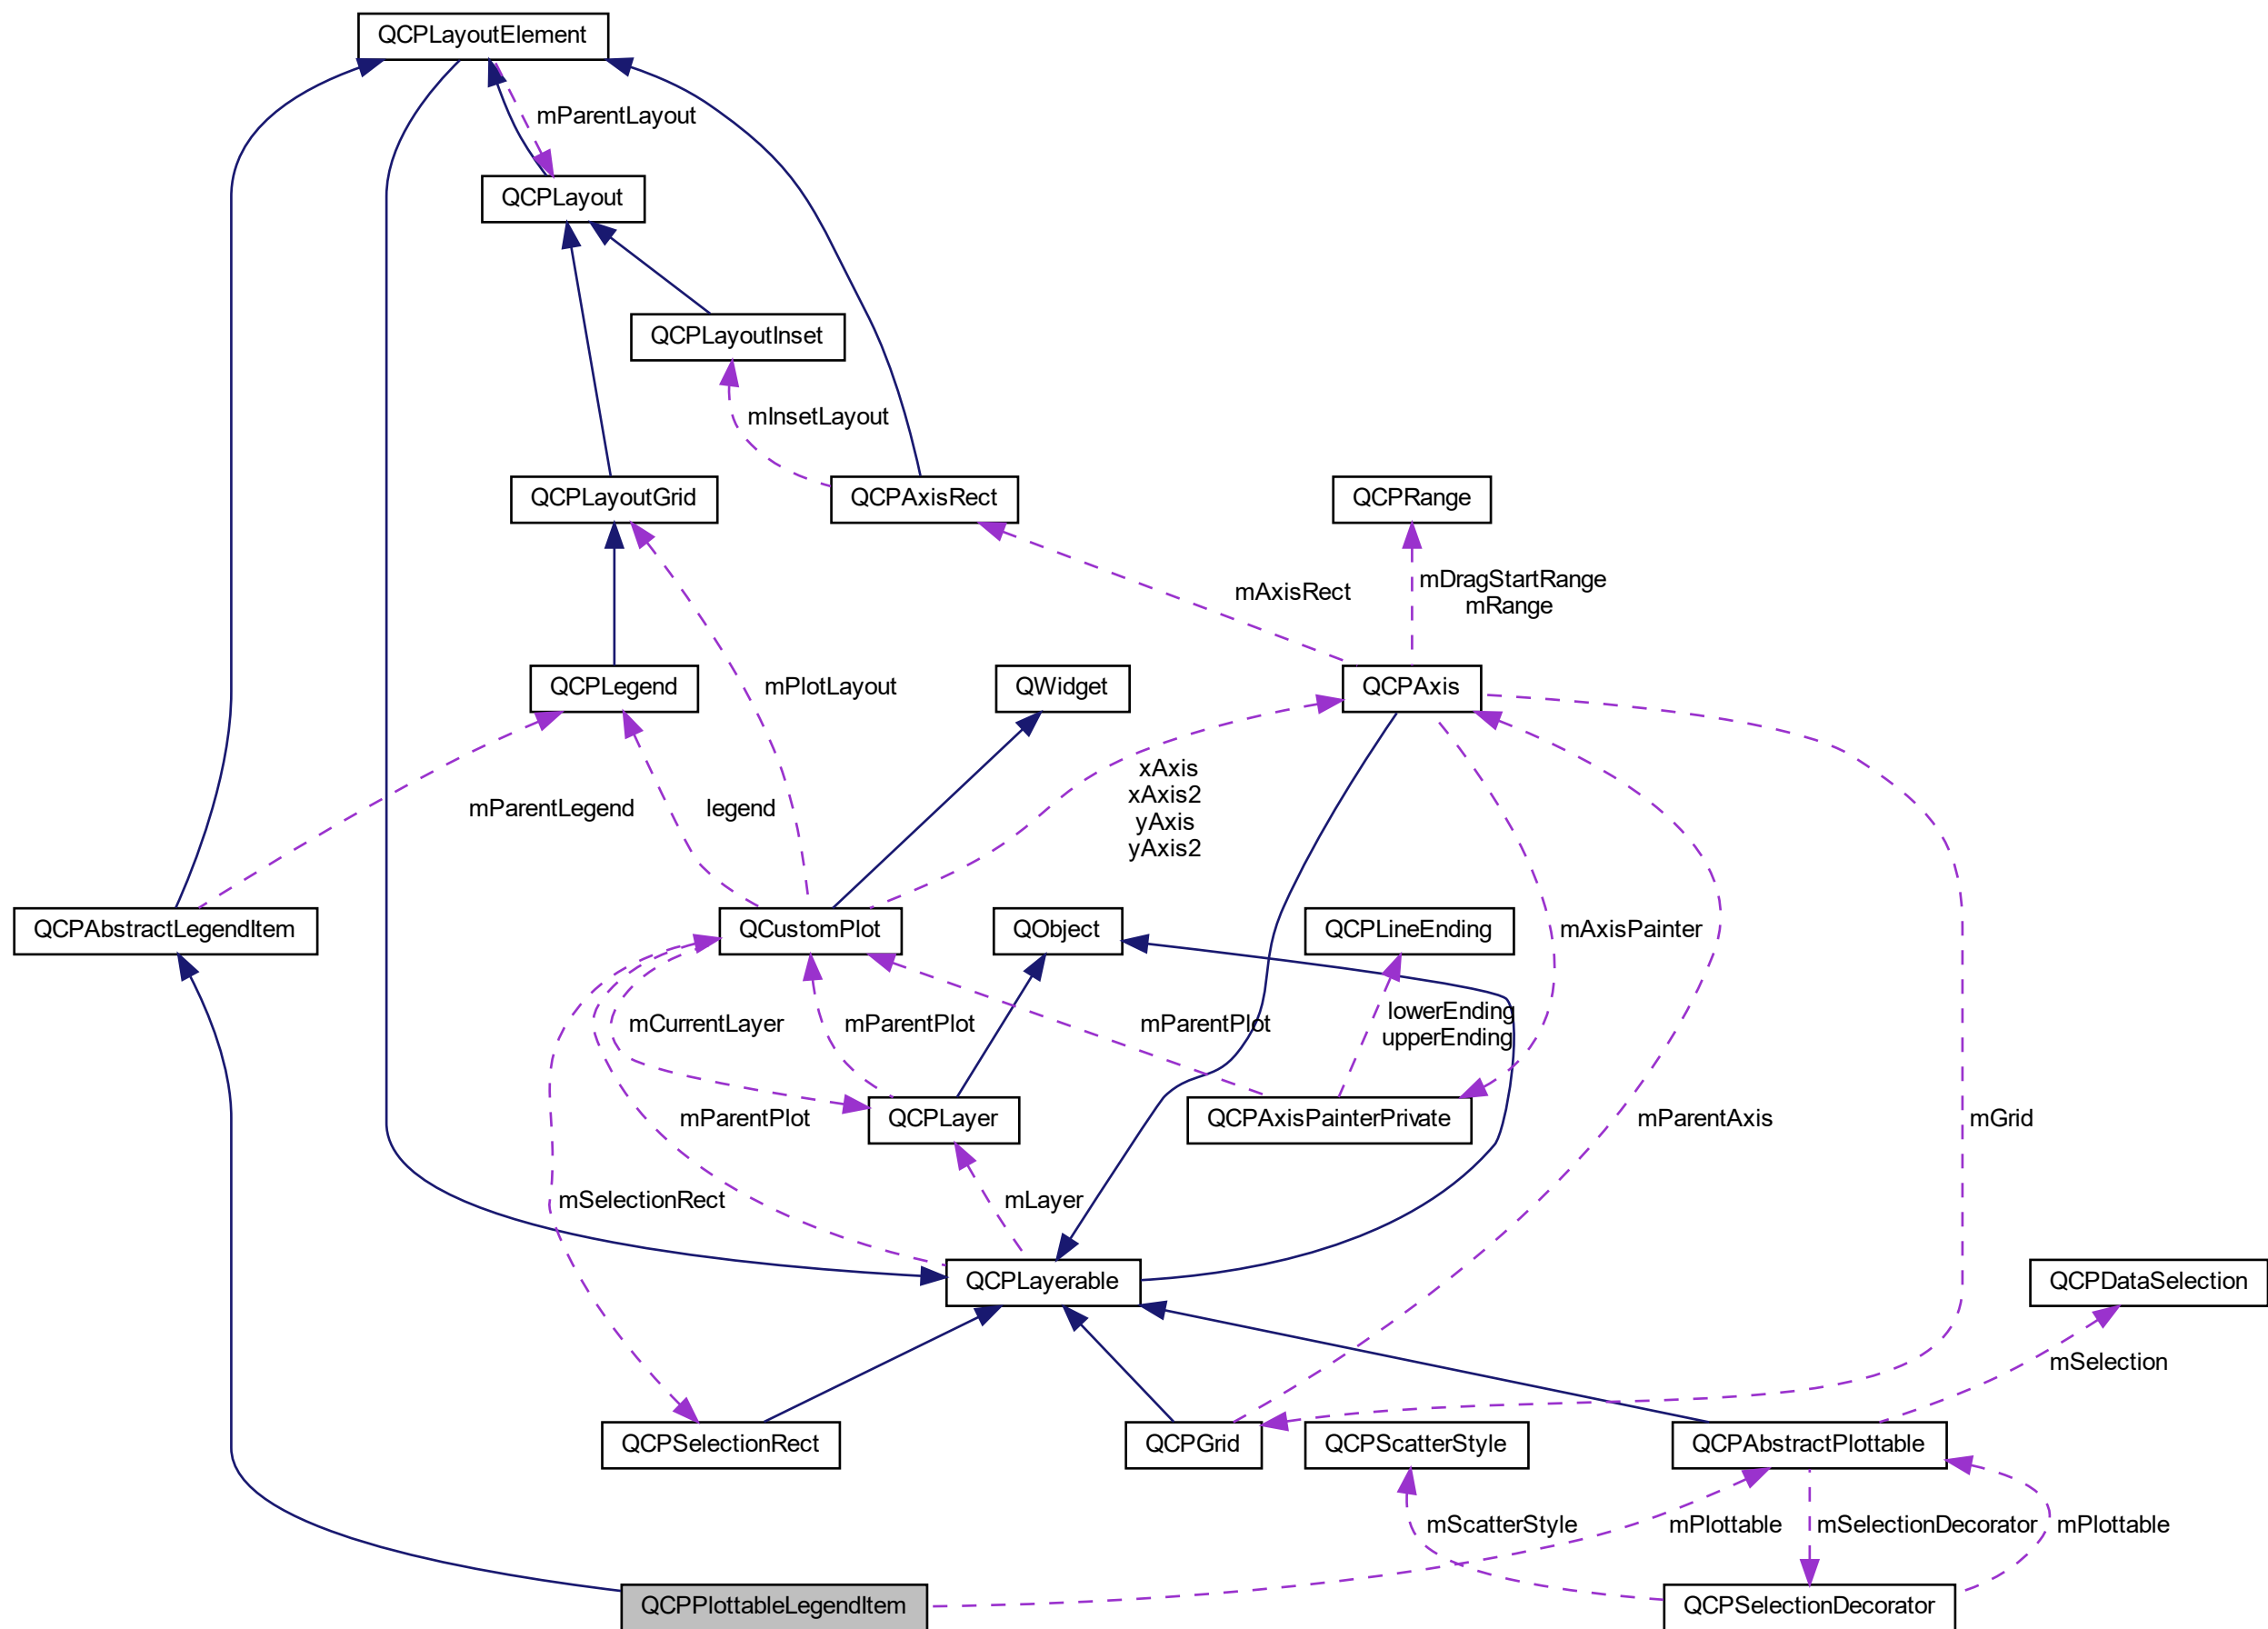 QCPLayoutElement
mParentLayout
QCPLayout
QCPLayoutInset
mInsetLayout
QCPLayoutGrid
QCPAxisRect
QCPRange
mAxisRect
mDragStartRange
mRange
QCPLegend
mPlotLayout
QWidget
QCPAxis
mParentLegend
legend
xAxis
xAxis2
yAxis
yAxis2
QCPAbstractLegendItem
QCustomPlot
QObject
QCPLineEnding
mAxisPainter
mCurrentLayer
mParentPlot
mParentPlot
lowerEnding
upperEnding
mParentPlot
QCPLayer
QCPAxisPainterPrivate
mParentAxis
mGrid
mSelectionRect
mLayer
QCPLayerable
QCPDataSelection
mSelection
QCPSelectionRect
QCPGrid
QCPScatterStyle
QCPAbstractPlottable
mScatterStyle
mPlottable
mSelectionDecorator
mPlottable
QCPPlottableLegendItem
QCPSelectionDecorator